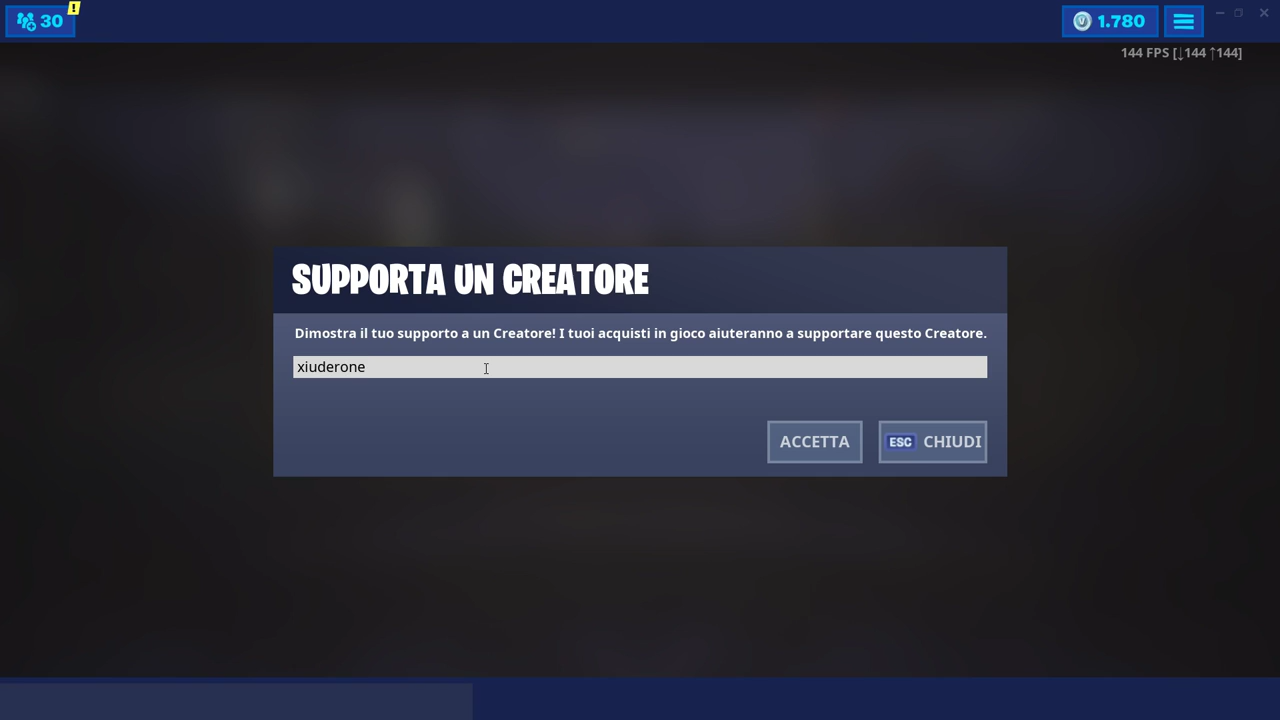 30
!
1.780
144 FPS [↓144 ↑144]
SUPPORTA UN CREATORE
Dimostra il tuo supporto a un Creatore! I tuoi acquisti in gioco aiuteranno a supportare questo Creatore.
xiuderone
ACCETTA
ESC CHIUDI